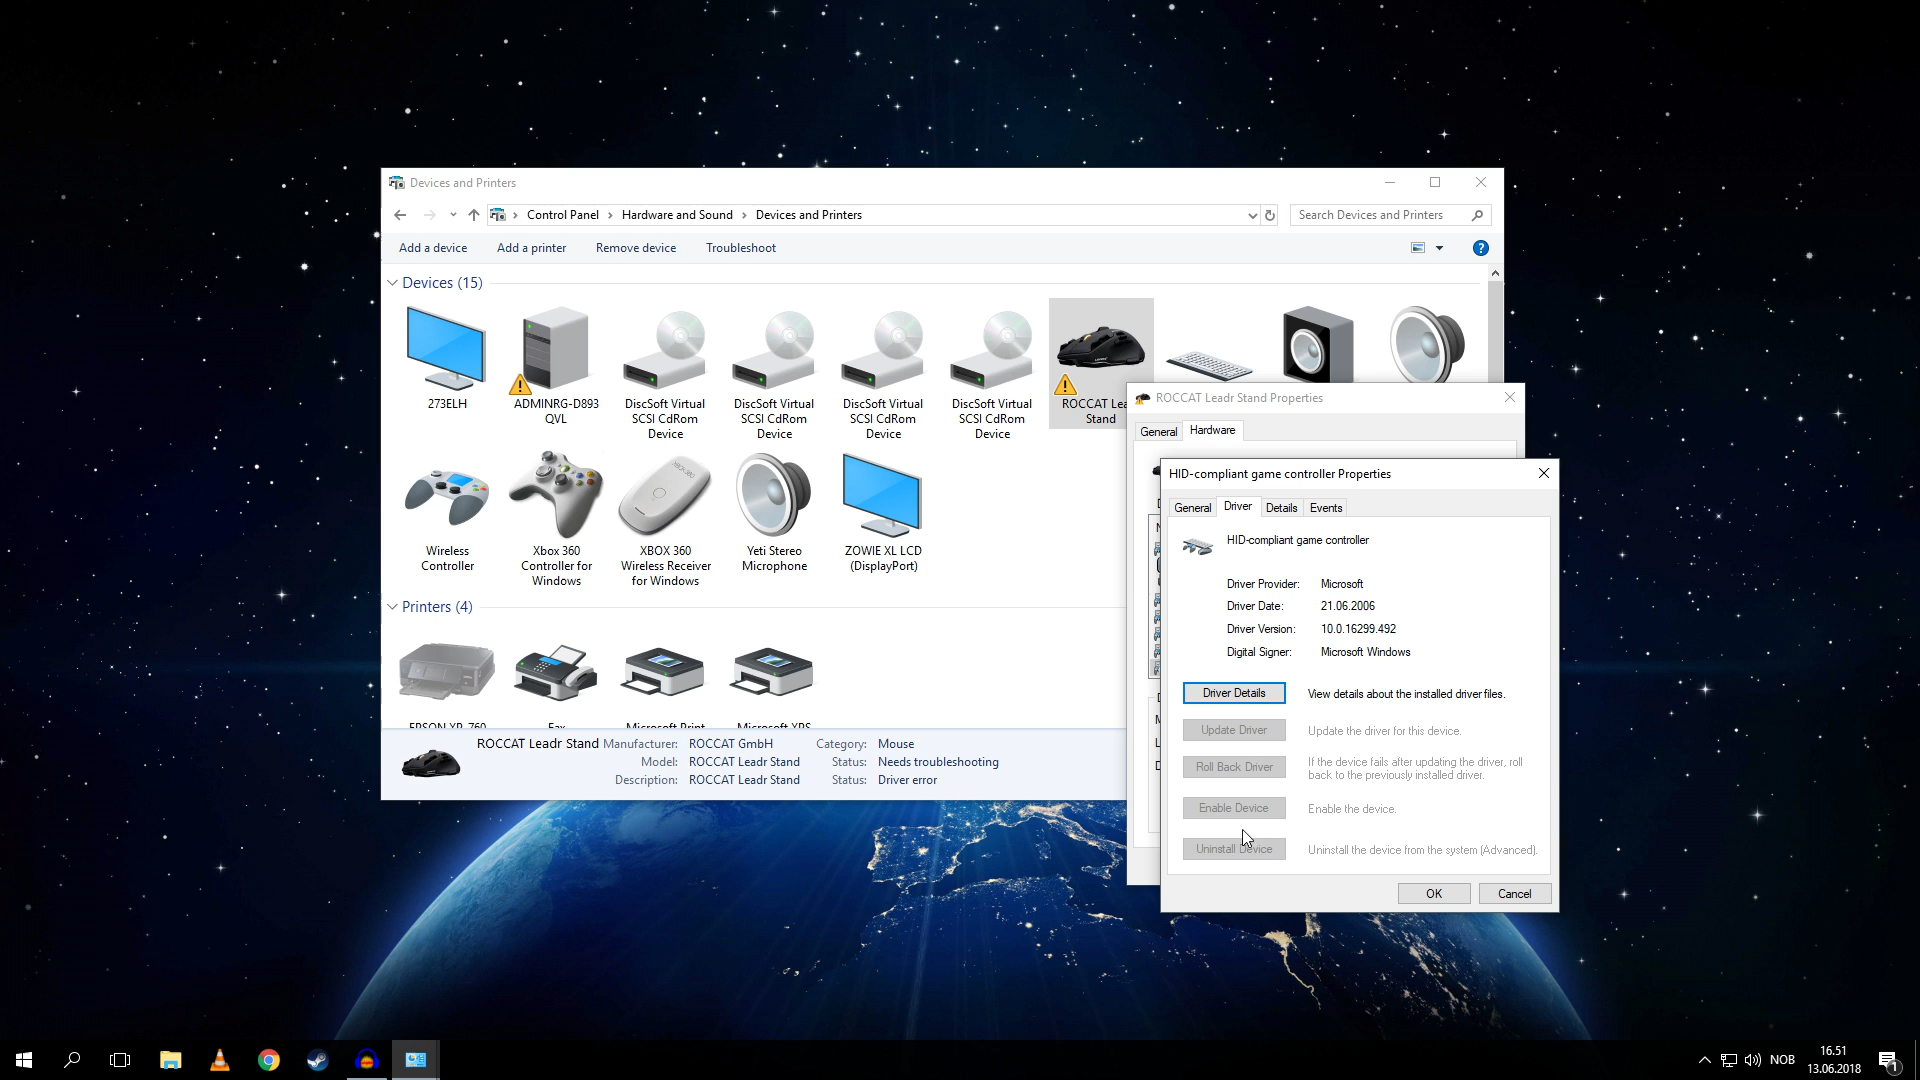 Devices and Printers
Control Panel > Hardware and Sound > Devices and Printers
Search Devices and Printers
Add a device Add a printer Remove device Troubleshoot
?
Devices (15)
273ELH
ADMINRG-D893
QVL
DiscSoft Virtual
SCSI CdRom
Device
DiscSoft Virtual
SCSI CdRom
Device
DiscSoft Virtual
SCSI CdRom
Device
DiscSoft Virtual
SCSI CdRom
Device
ROCCAT Lea
Stand
Wireless
Controller
Xbox 360
Controller for
Windows
XBOX 360
Wireless Receiver
for Windows
Yeti Stereo
Microphone
ZOWIE XL LCD
(DisplayPort)
Printers (4)
EPSON XP-760
Fax
Microsoft Print
Microsoft XPS
ROCCAT Leadr Stand
Manufacturer: ROCCAT GmbH
Model: ROCCAT Leadr Stand
Description: ROCCAT Leadr Stand
Category: Mouse
Status: Needs troubleshooting
Status: Driver error
ROCCAT Leadr Stand Properties
General Hardware
HID-compliant game controller Properties
General Driver Details Events
HID-compliant game controller
Driver Provider: Microsoft
Driver Date: 21.06.2006
Driver Version: 10.0.16299.492
Digital Signer: Microsoft Windows
Driver Details View details about the installed driver files.
Update Driver Update the driver for this device.
Roll Back Driver If the device fails after updating the driver, roll
back to the previously installed driver.
Enable Device Enable the device.
Uninstall Device Uninstall the device from the system (Advanced).
OK Cancel
NOB
16.51
13.06.2018
1